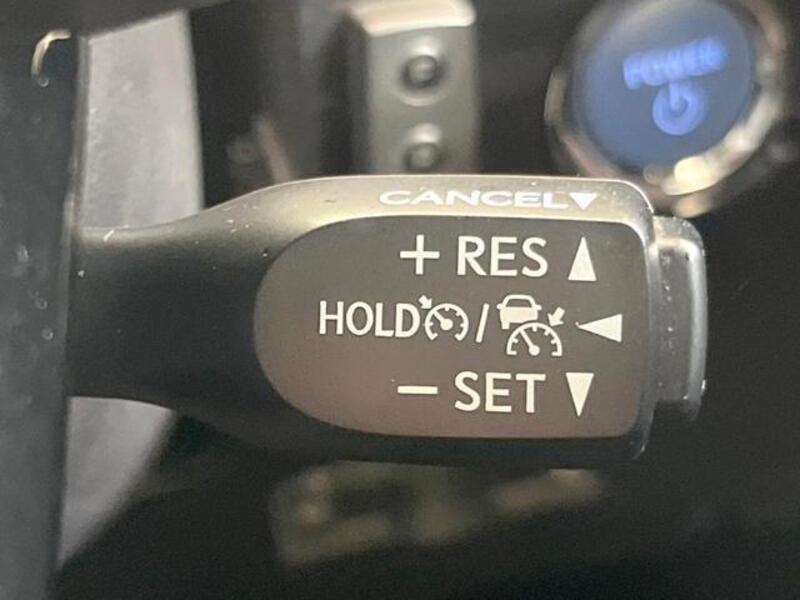 POWER
CANCEL▼
+ RES ▲
HOLD / ◀
− SET ▼